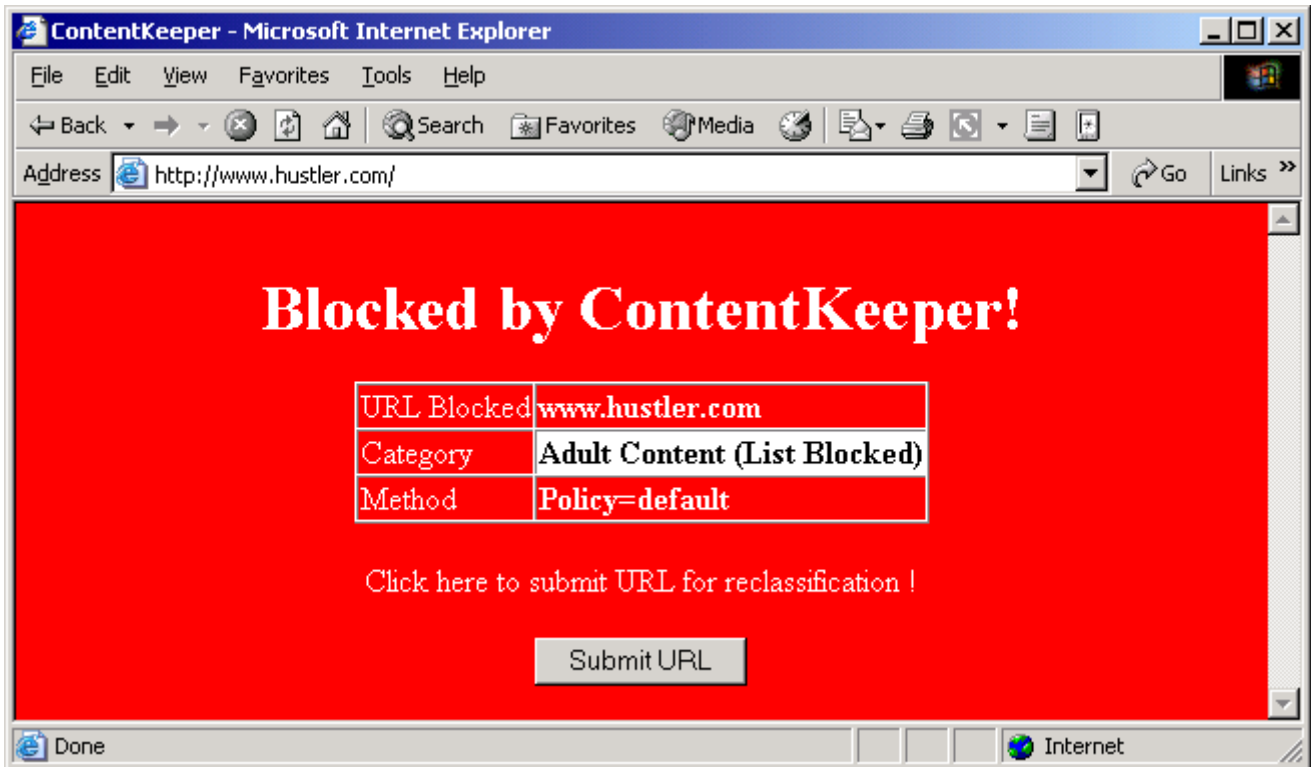 ContentKeeper - Microsoft Internet Explorer
File Edit View Favorites Tools Help
Back Search Favorites Media
Address http://www.hustler.com/ Go Links »
Blocked by ContentKeeper!
URL Blocked www.hustler.com
Category Adult Content (List Blocked)
Method Policy=default
Click here to submit URL for reclassification !
Submit URL
Done Internet